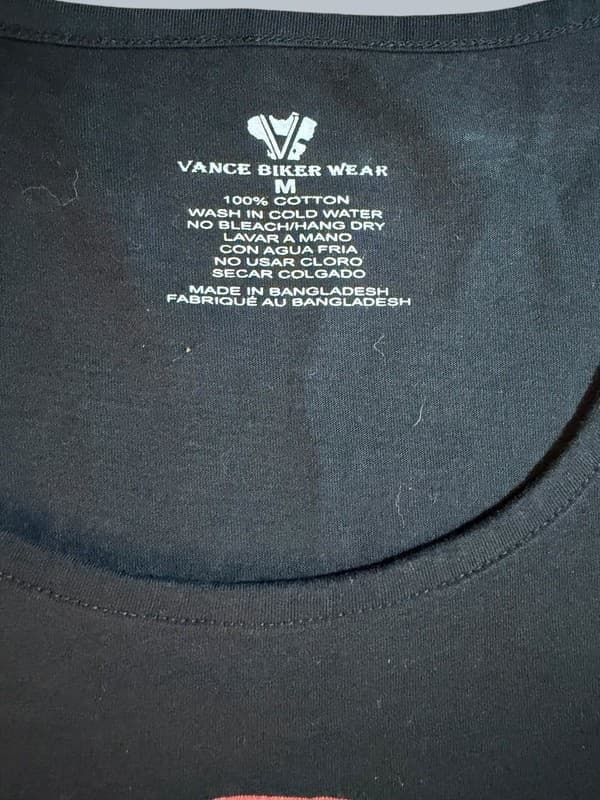 VANCE BIKER WEAR
M
100% COTTON
WASH IN COLD WATER
NO BLEACH/HANG DRY
LAVAR A MANO
CON AGUA FRIA
NO USAR CLORO
SECAR COLGADO
MADE IN BANGLADESH
FABRIQUÉ AU BANGLADESH